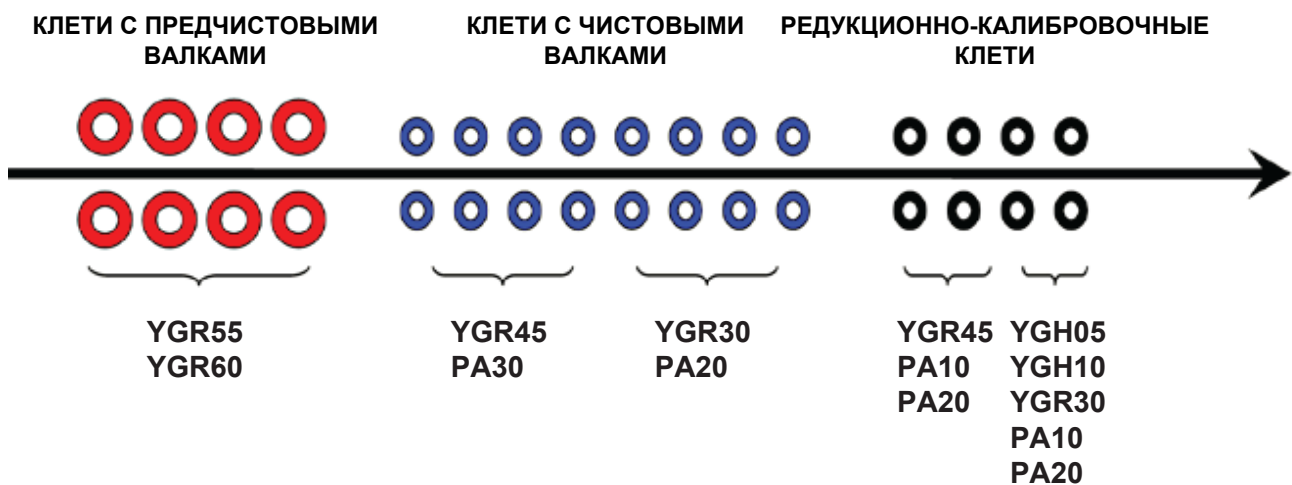 КЛЕТИ С ПРЕДЧИСТОВЫМИ
ВАЛКАМИ
КЛЕТИ С ЧИСТОВЫМИ
ВАЛКАМИ
РЕДУКЦИОННО-КАЛИБРОВОЧНЫЕ
КЛЕТИ
YGR55
YGR60
YGR45
PA30
YGR30
PA20
YGR45
PA10
PA20
YGH05
YGH10
YGR30
PA10
PA20